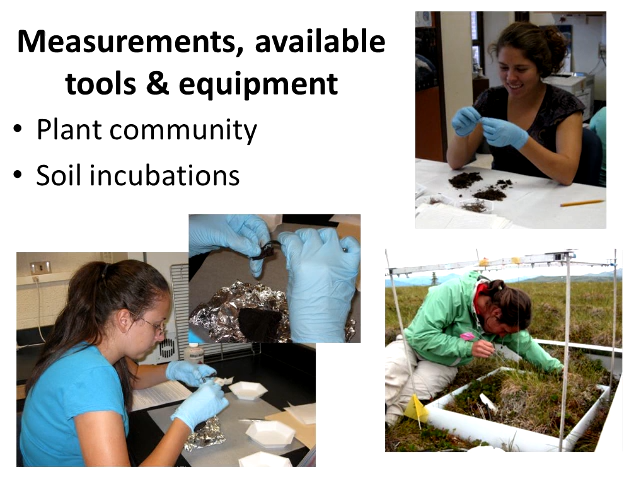 Measurements, available
tools & equipment
• Plant community
• Soil incubations